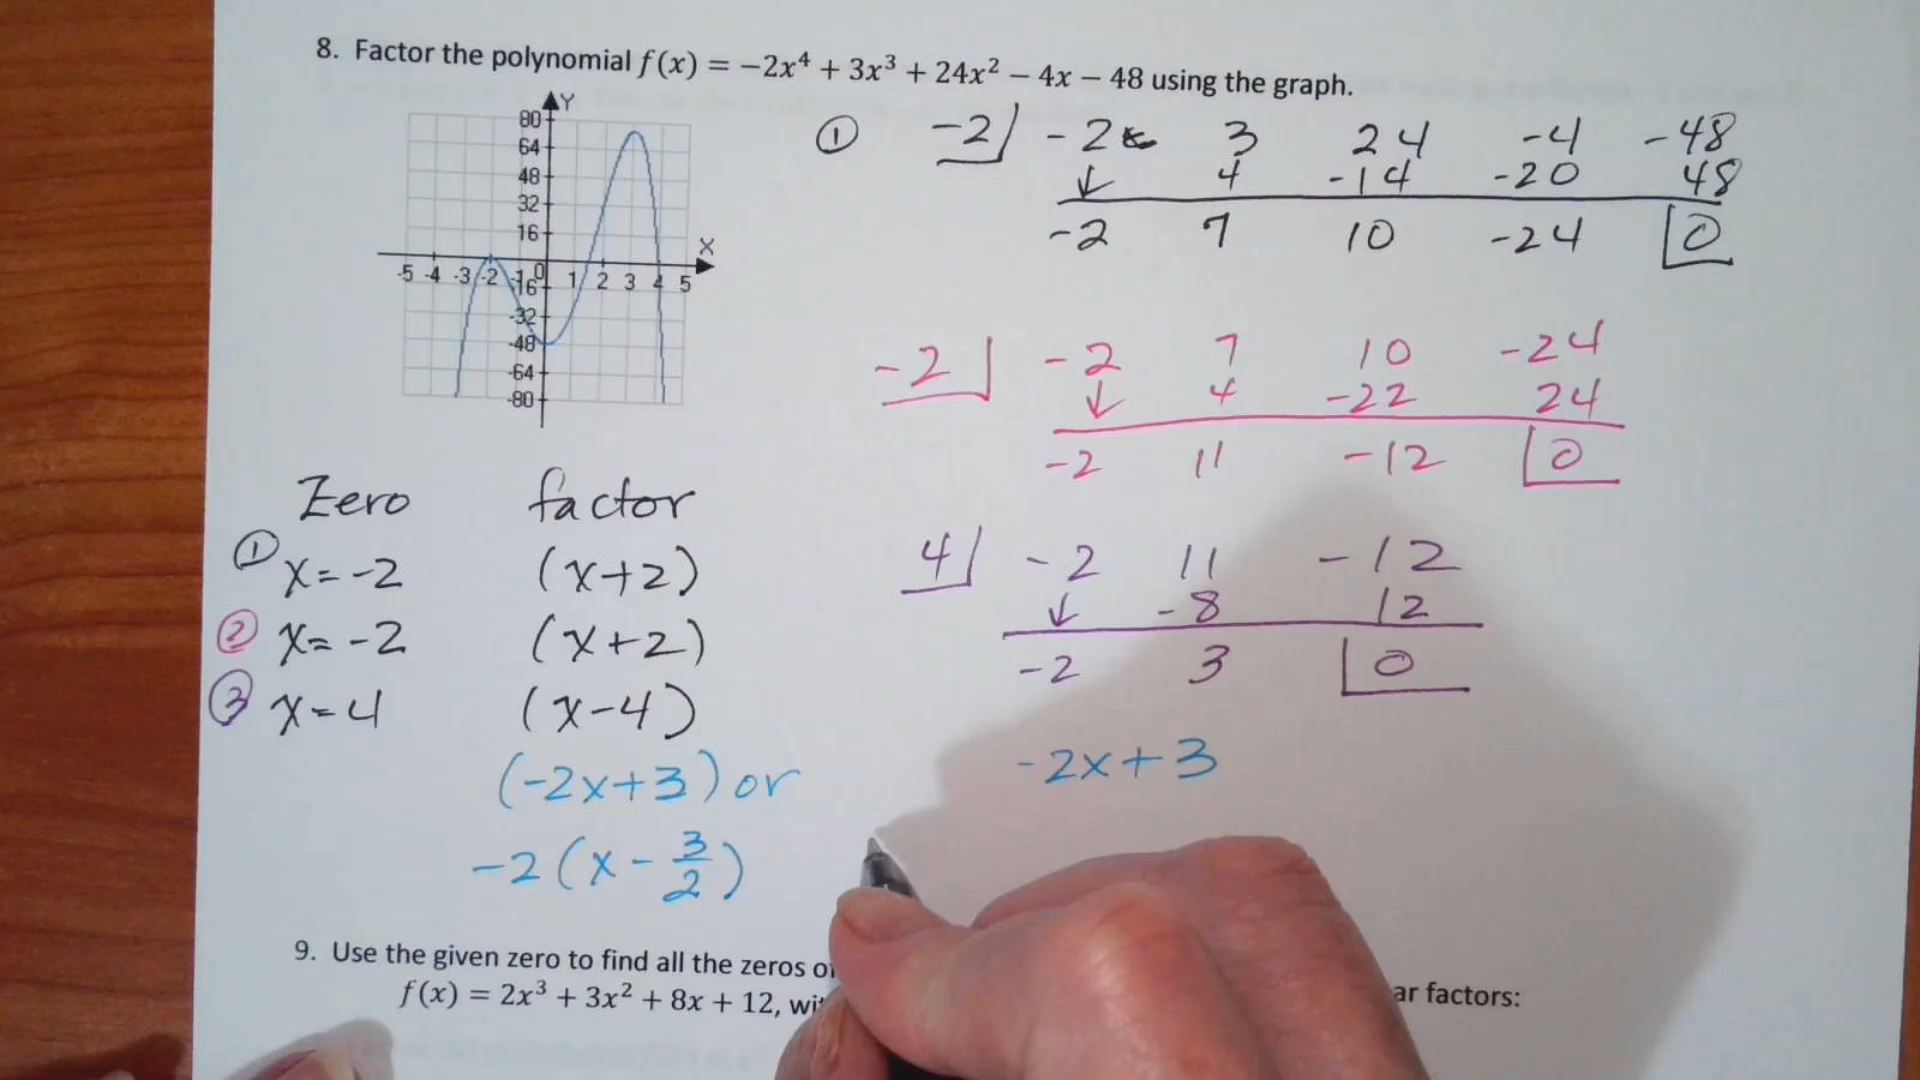 8. Factor the polynomial f(x) = −2x⁴ + 3x³ + 24x² − 4x − 48 using the graph.
Y
80
64
48
32
16
X
-5 -4 -3 -2 -1 0 1 2 3 4 5
-16
-32
-48
-64
-80
① -2 -2 3 24 -4 -48
↓ 4 -14 -20 48
-2 7 10 -24 0
-2 -2 7 10 -24
↓ 4 -22 24
-2 11 -12 0
4 -2 11 -12
↓ -8 12
-2 3 0
-2x+3
Zero factor
① x=-2 (x+2)
② x=-2 (x+2)
③ x=4 (x-4)
(-2x+3) or
-2(x - 3/2)
9. Use the given zero to find all the zeros
f(x) = 2x³ + 3x² + 8x + 12,
factors: